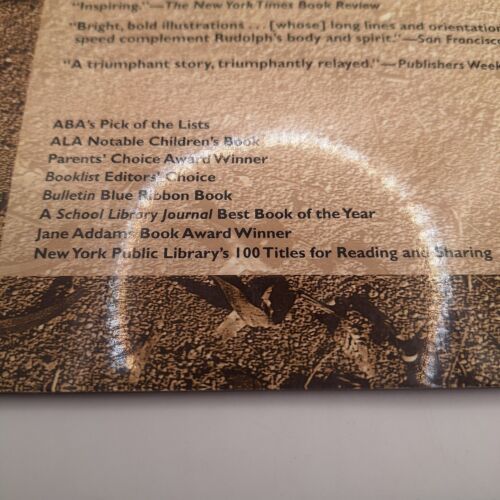 "Inspiring."—The New York Times Book Review
"Bright, bold illustrations . . . [whose] long lines and orientation
speed complement Rudolph's body and spirit."—San Francisco
"A triumphant story, triumphantly relayed."—Publishers Week
ABA's Pick of the Lists
ALA Notable Children's Book
Parents' Choice Award Winner
Booklist Editors' Choice
Bulletin Blue Ribbon Book
A School Library Journal Best Book of the Year
Jane Addams Book Award Winner
New York Public Library's 100 Titles for Reading and Sharing